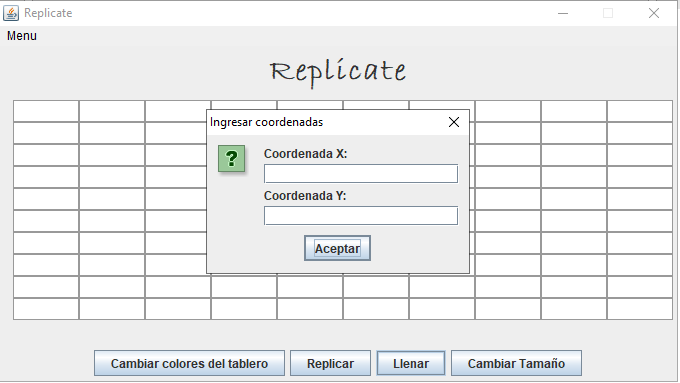 Replicate
Menu
Replicate
Ingresar coordenadas
?
Coordenada X:
Coordenada Y:
Aceptar
Cambiar colores del tablero
Replicar
Llenar
Cambiar Tamaño